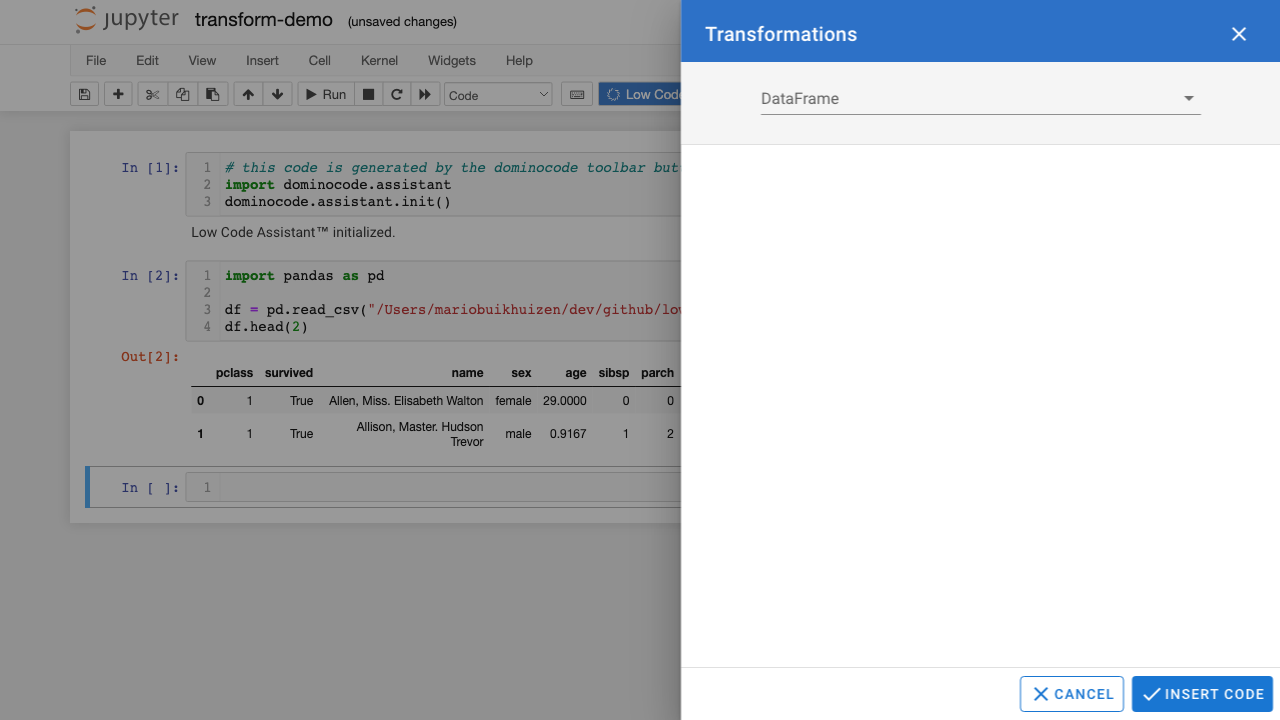 jupyter transform-demo (unsaved changes)
File Edit View Insert Cell Kernel Widgets Help
Run Code Low Code
In [1]: 1 # this code is generated by the dominocode toolbar but
2 import dominocode.assistant
3 dominocode.assistant.init()
Low Code Assistant™ initialized.
In [2]: 1 import pandas as pd
2
3 df = pd.read_csv("/Users/mariobuikhuizen/dev/github/low
4 df.head(2)
Out[2]:
pclass survived name sex age sibsp parch
0 1 True Allen, Miss. Elisabeth Walton female 29.0000 0 0
1 1 True Allison, Master. Hudson Trevor male 0.9167 1 2
In [ ]: 1
Transformations
DataFrame
CANCEL INSERT CODE